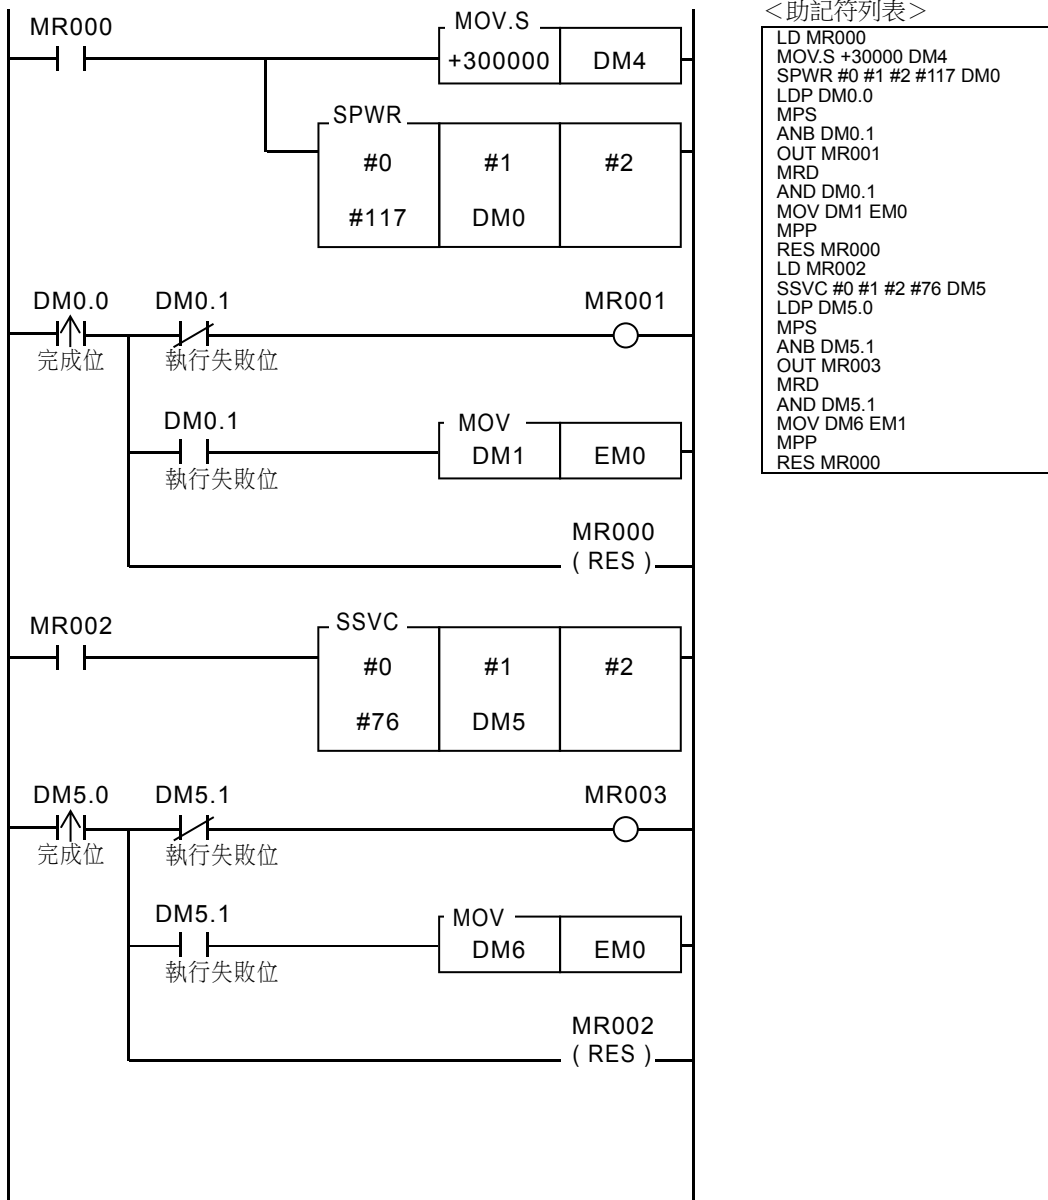 MR000
MOV.S
+300000 DM4
SPWR
#0 #1 #2
#117 DM0
DM0.0 DM0.1 MR001
完成位 執行失敗位
DM0.1
執行失敗位
MOV
DM1 EM0
MR000
( RES )
MR002
SSVC
#0 #1 #2
#76 DM5
DM5.0 DM5.1 MR003
完成位 執行失敗位
DM5.1
執行失敗位
MOV
DM6 EM0
MR002
( RES )
＜助記符列表＞
LD MR000
MOV.S +30000 DM4
SPWR #0 #1 #2 #117 DM0
LDP DM0.0
MPS
ANB DM0.1
OUT MR001
MRD
AND DM0.1
MOV DM1 EM0
MPP
RES MR000
LD MR002
SSVC #0 #1 #2 #76 DM5
LDP DM5.0
MPS
ANB DM5.1
OUT MR003
MRD
AND DM5.1
MOV DM6 EM1
MPP
RES MR000